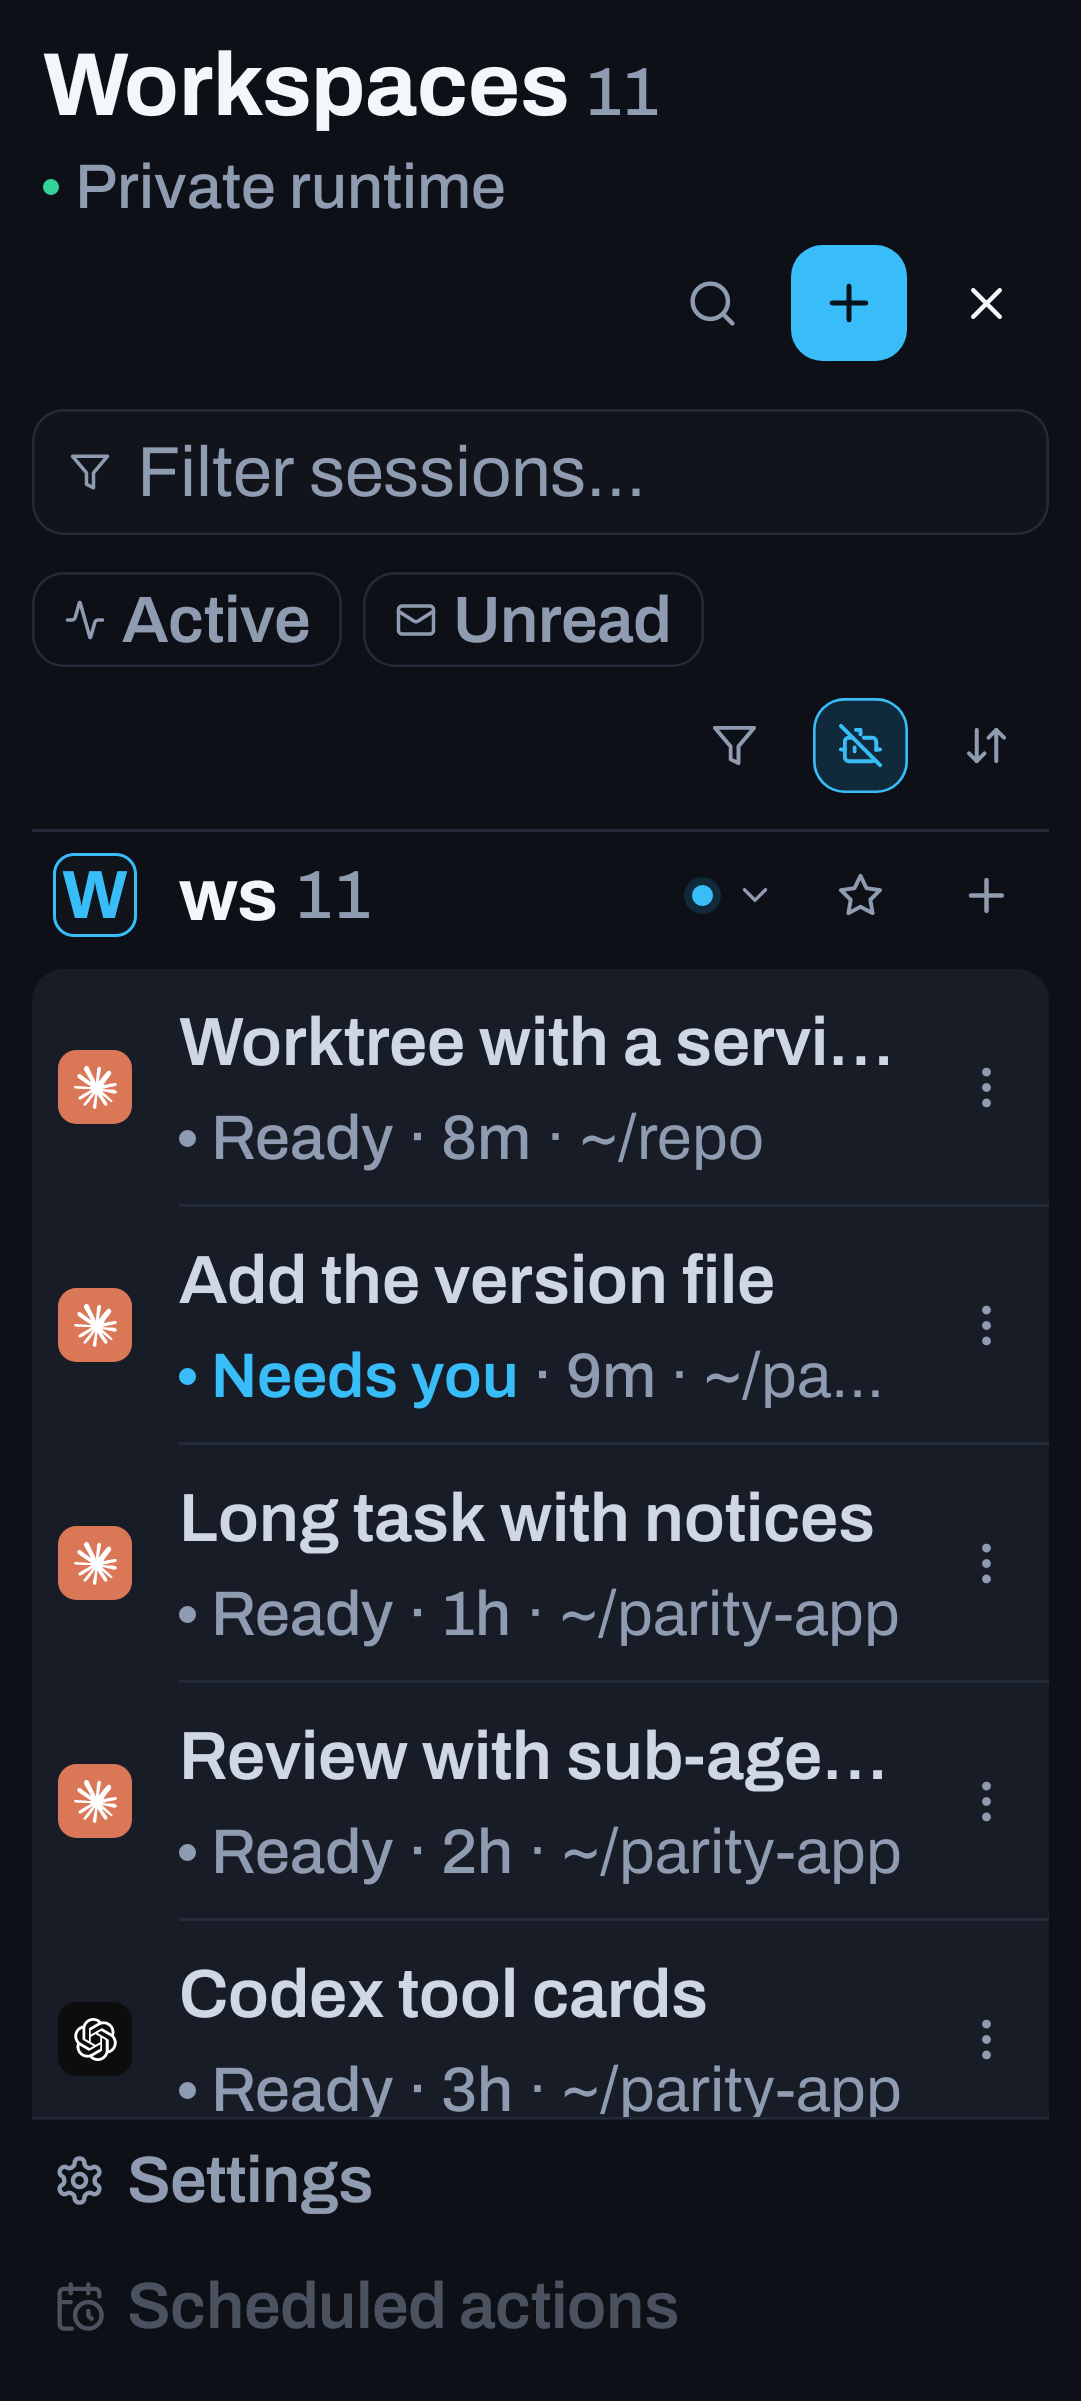 Workspaces 11
Private runtime
Filter sessions...
Active
Unread
W ws 11
Worktree with a servi...
• Ready · 8m · ~/repo
Add the version file
• Needs you · 9m · ~/pa...
Long task with notices
• Ready · 1h · ~/parity-app
Review with sub-age...
• Ready · 2h · ~/parity-app
Codex tool cards
• Ready · 3h · ~/parity-app
Settings
Scheduled actions